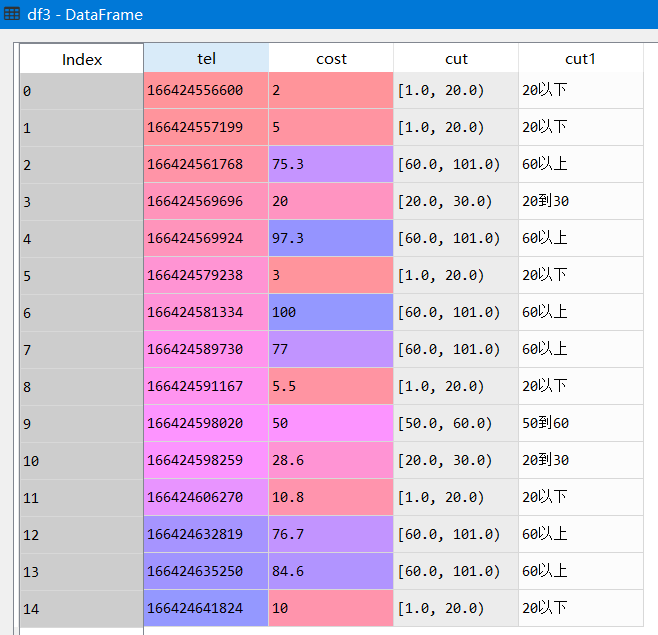 df3 - DataFrame
Index tel cost cut cut1
0 166424556600 2 [1.0, 20.0) 20以下
1 166424557199 5 [1.0, 20.0) 20以下
2 166424561768 75.3 [60.0, 101.0) 60以上
3 166424569696 20 [20.0, 30.0) 20到30
4 166424569924 97.3 [60.0, 101.0) 60以上
5 166424579238 3 [1.0, 20.0) 20以下
6 166424581334 100 [60.0, 101.0) 60以上
7 166424589730 77 [60.0, 101.0) 60以上
8 166424591167 5.5 [1.0, 20.0) 20以下
9 166424598020 50 [50.0, 60.0) 50到60
10 166424598259 28.6 [20.0, 30.0) 20到30
11 166424606270 10.8 [1.0, 20.0) 20以下
12 166424632819 76.7 [60.0, 101.0) 60以上
13 166424635250 84.6 [60.0, 101.0) 60以上
14 166424641824 10 [1.0, 20.0) 20以下